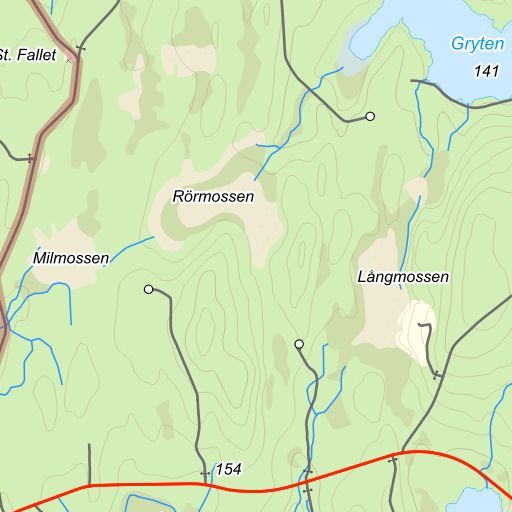 Gryten
St. Fallet
141
Rörmossen
Milmossen
Långmossen
154